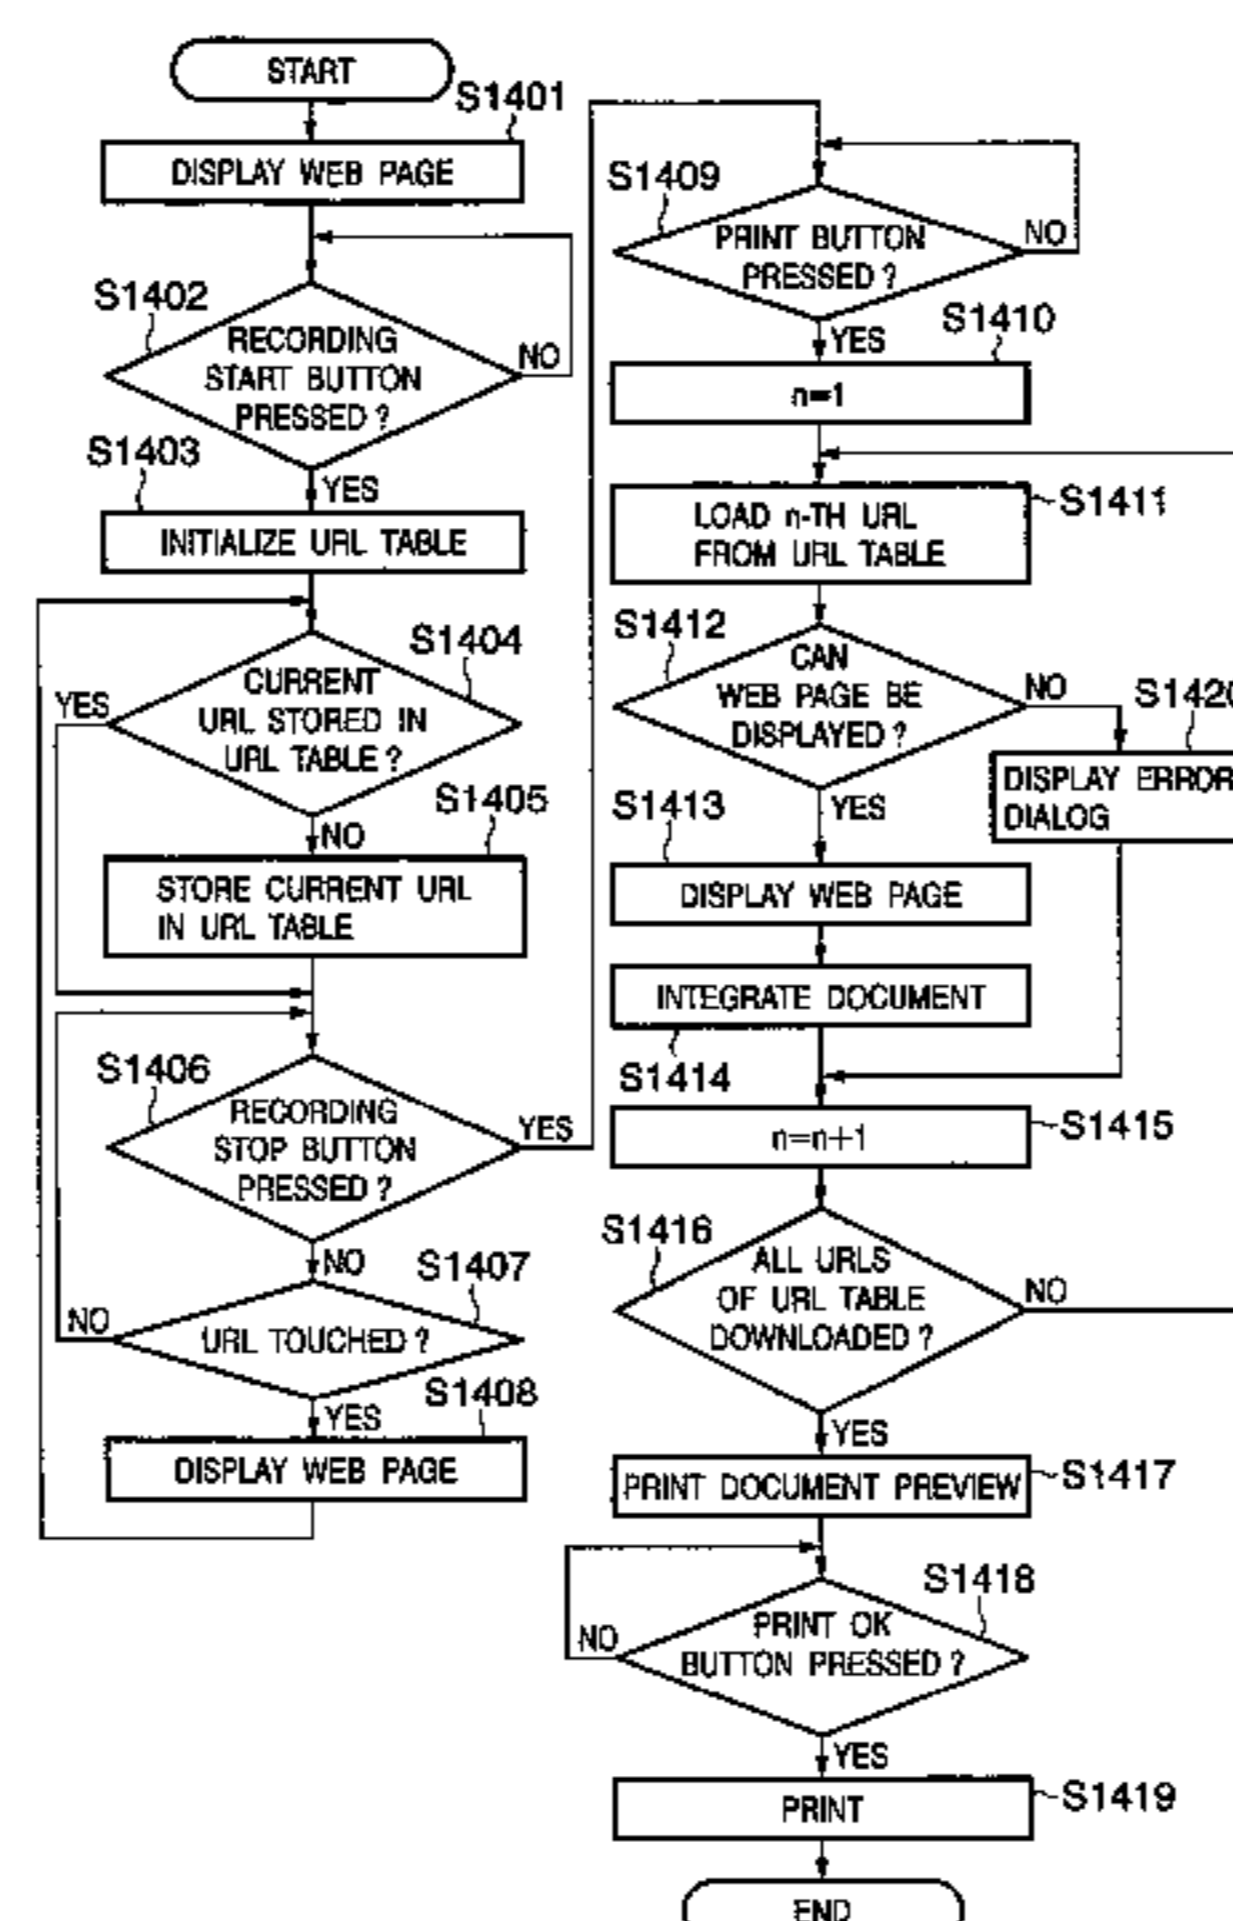 START
S1401
DISPLAY WEB PAGE
S1402
RECORDING
START BUTTON
PRESSED ?
NO
YES
S1403
INITIALIZE URL TABLE
S1404
CURRENT
URL STORED IN
URL TABLE ?
YES
NO
S1405
STORE CURRENT URL
IN URL TABLE
S1406
RECORDING
STOP BUTTON
PRESSED ?
YES
NO
S1407
URL TOUCHED ?
NO
YES
S1408
DISPLAY WEB PAGE
S1409
PRINT BUTTON
PRESSED ?
NO
YES
S1410
n=1
LOAD n-TH URL
FROM URL TABLE
S1411
S1412
CAN
WEB PAGE BE
DISPLAYED ?
NO
YES
S1420
DISPLAY ERROR
DIALOG
S1413
DISPLAY WEB PAGE
INTEGRATE DOCUMENT
S1414
n=n+1
S1415
S1416
ALL URLS
OF URL TABLE
DOWNLOADED ?
NO
YES
PRINT DOCUMENT PREVIEW
S1417
S1418
PRINT OK
BUTTON PRESSED ?
NO
YES
PRINT
S1419
END